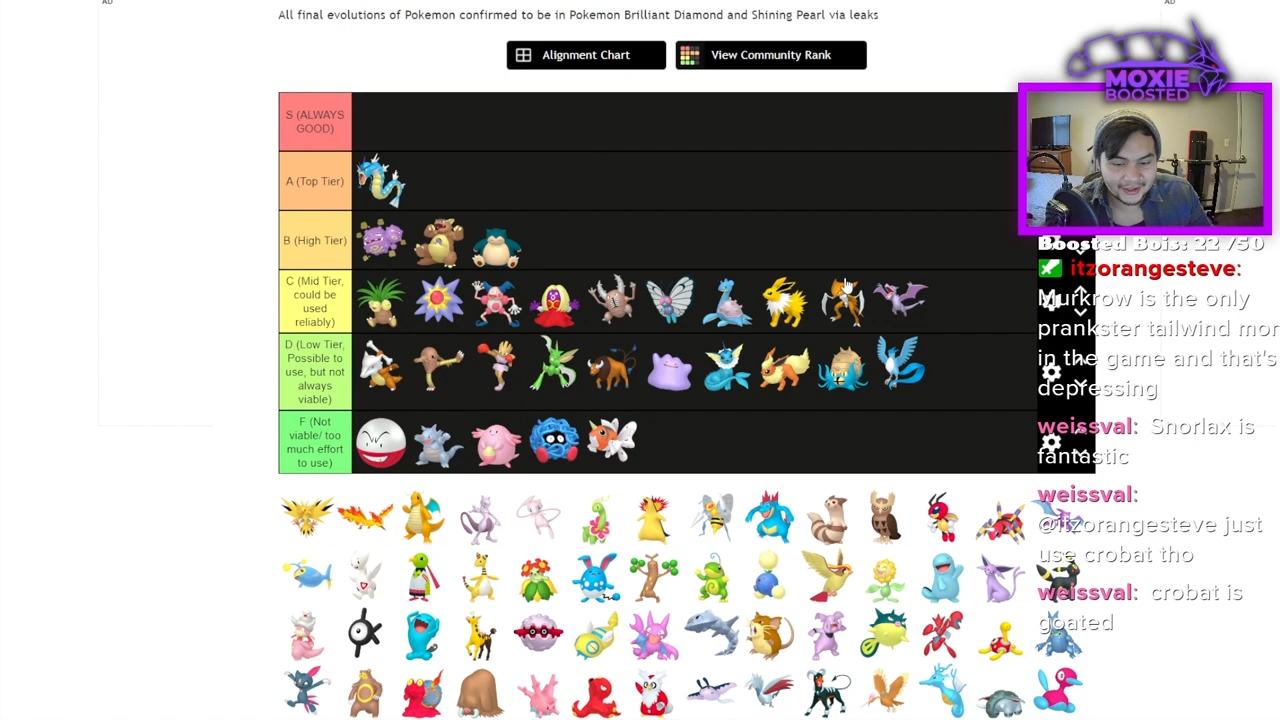 AD
AD
All final evolutions of Pokemon confirmed to be in Pokemon Brilliant Diamond and Shining Pearl via leaks
Alignment Chart
View Community Rank
MOXIE
BOOSTED
S (ALWAYS
GOOD)
A (Top Tier)
B (High Tier)
C (Mid Tier,
could be
used
reliably)
D (Low Tier,
Possible to
use, but not
always
viable)
F (Not
viable/ too
much effort
to use)
Boosted Bois: 22 /50
itzorangesteve:
Murkrow is the only
prankster tailwind mon
in the game and that's
depressing
weissval: Snorlax is
fantastic
weissval:
@itzorangesteve just
use crobat tho
weissval: crobat is
goated